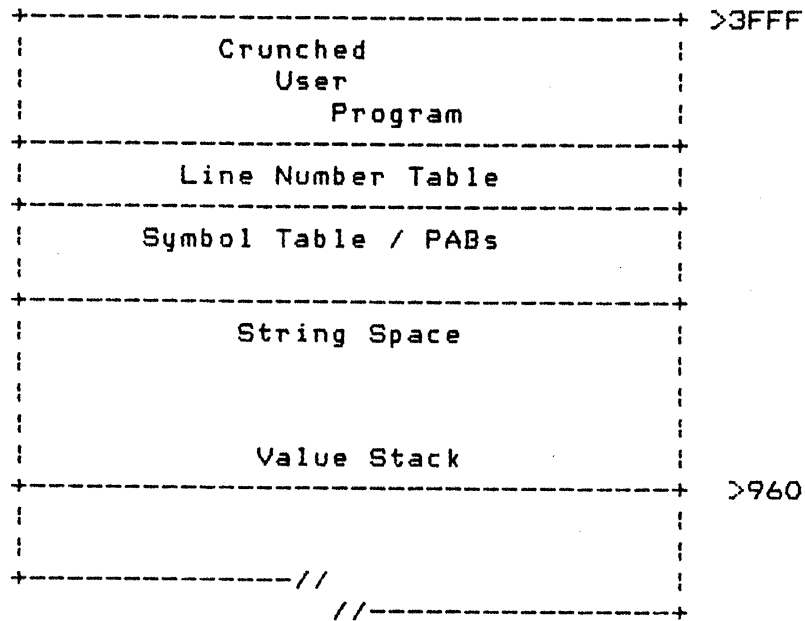 >3FFF
Crunched
User
Program
Line Number Table
Symbol Table / PABs
String Space
Value Stack
>960